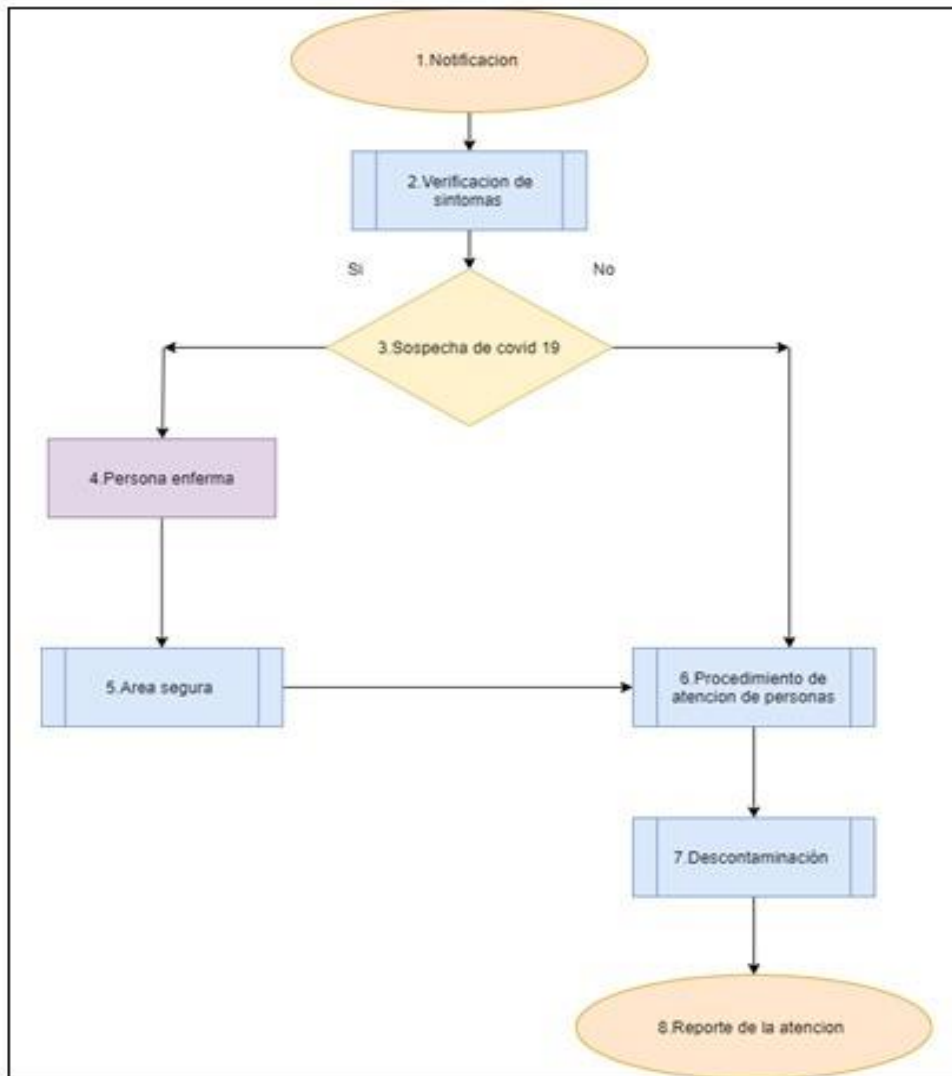 1.Notificacion
2.Verificacion de
sintomas
Si
No
3.Sospecha de covid 19
4.Persona enferma
5.Area segura
6.Procedimiento de
atencion de personas
7.Descontaminación
8.Reporte de la atencion